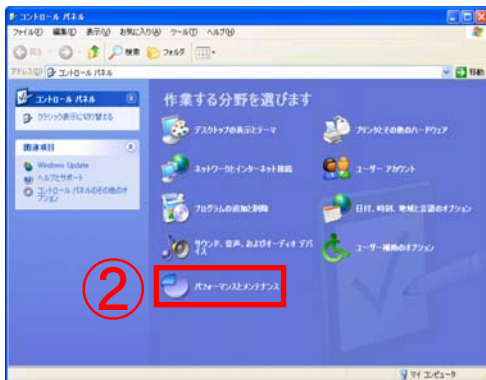 コントロール パネル
ファイル(F) 編集(E) 表示(V) お気に入り(A) ツール(T) ヘルプ(H)
戻る 検索 フォルダ
アドレス(D) コントロール パネル 移動
コントロール パネル
クラシック表示に切り替える
関連項目
Windows Update
ヘルプとサポート
コントロール パネルのその他のオプション
作業する分野を選びます
デスクトップの表示とテーマ
プリンタとその他のハードウェア
ネットワークとインターネット接続
ユーザー アカウント
プログラムの追加と削除
日付、時刻、地域と言語のオプション
サウンド、音声、およびオーディオ デバイス
ユーザー補助のオプション
②
パフォーマンスとメンテナンス
マイ コンピュータ